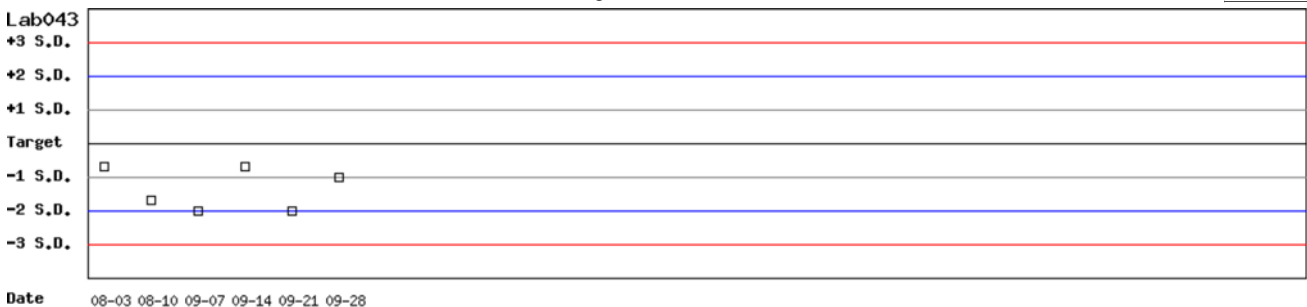 Lab043
+3 S.D.
+2 S.D.
+1 S.D.
Target
-1 S.D.
-2 S.D.
-3 S.D.
Date 08-03 08-10 09-07 09-14 09-21 09-28